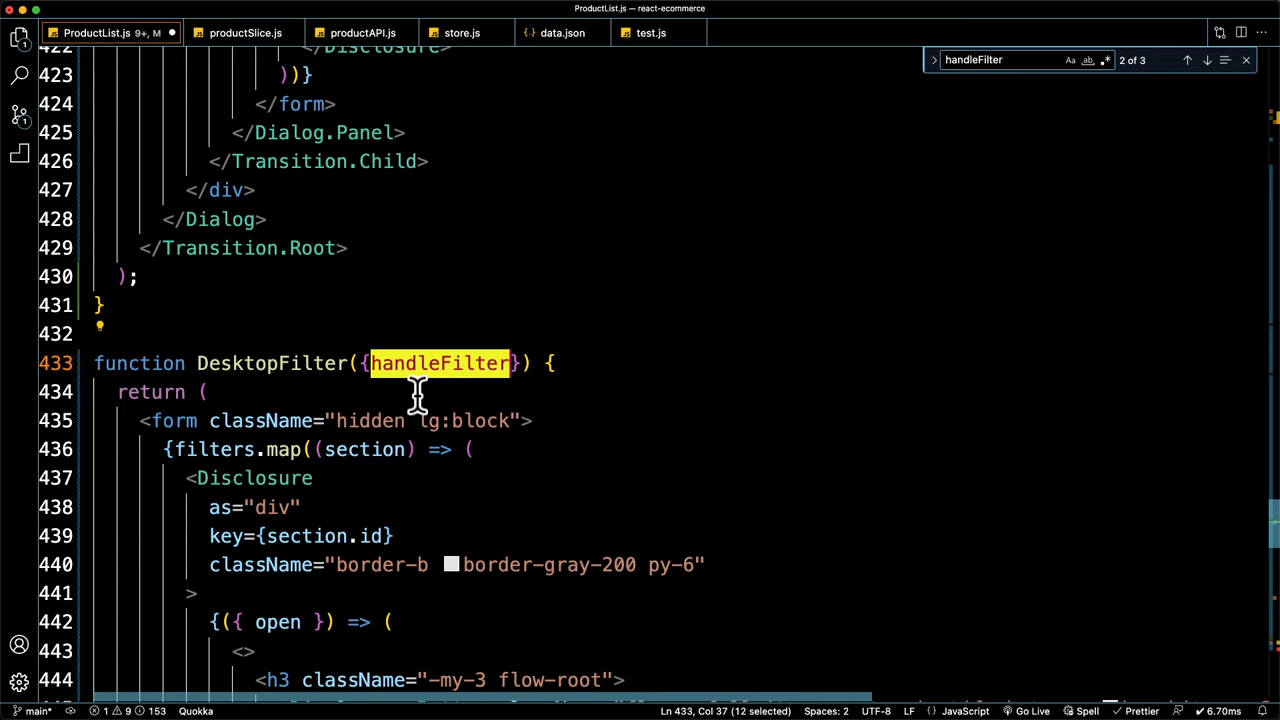 ProductList.js — react-ecommerce
ProductList.js 9+, M
productSlice.js
productAPI.js
store.js
data.json
test.js
handleFilter
Aa
ab
2 of 3
422 </Disclosure>
423 ))}
424 </form>
425 </Dialog.Panel>
426 </Transition.Child>
427 </div>
428 </Dialog>
429 </Transition.Root>
430 );
431 }
432
433 function DesktopFilter({handleFilter}) {
434 return (
435 <form className="hidden lg:block">
436 {filters.map((section) => (
437 <Disclosure
438 as="div"
439 key={section.id}
440 className="border-b border-gray-200 py-6"
441 >
442 {({ open }) => (
443 <>
444 <h3 className="-my-3 flow-root">
main* 1 9 153 Quokka Ln 433, Col 37 (12 selected) Spaces: 2 UTF-8 LF {} JavaScript Go Live Spell Prettier 6.70ms